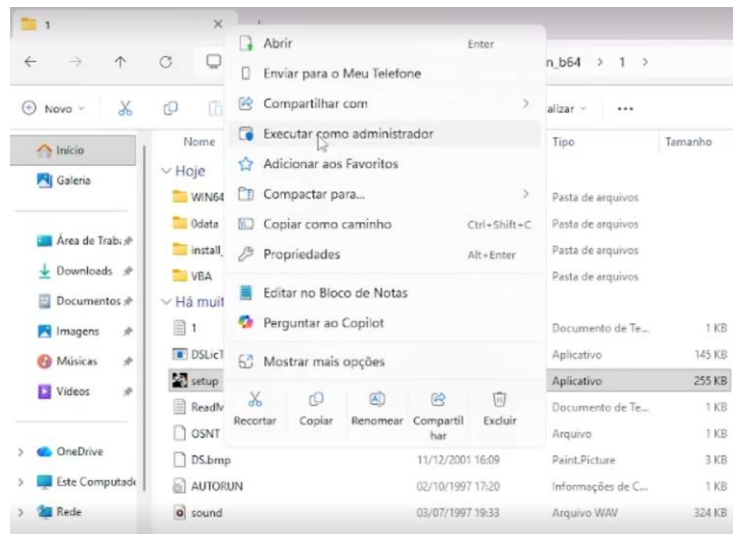 1
Abrir Enter
Enviar para o Meu Telefone
n_b64 > 1 >
Novo
Compartilhar com
alizar
Início
Nome
Executar como administrador
Tipo
Tamanho
Galeria
Hoje
Adicionar aos Favoritos
WIN64
Compactar para...
Pasta de arquivos
0data
Copiar como caminho Ctrl+Shift+C
Pasta de arquivos
Área de Trab
install_
Propriedades Alt+Enter
Pasta de arquivos
Downloads
VBA
Pasta de arquivos
Documentos
Há muit
Editar no Bloco de Notas
Imagens
1
Perguntar ao Copilot
Documento de Te... 1 KB
Músicas
DSLicT
Mostrar mais opções
Aplicativo 145 KB
setup
Aplicativo 255 KB
Vídeos
ReadM
Recortar Copiar Renomear Compartil
har Excluir
Documento de Te... 1 KB
OSNT
Arquivo 1 KB
OneDrive
DS.bmp 11/12/2001 16:09 Paint.Picture 3 KB
Este Computad
AUTORUN 02/10/1997 17:20 Informações de C... 1 KB
Rede
sound 03/07/1997 19:33 Arquivo WAV 324 KB